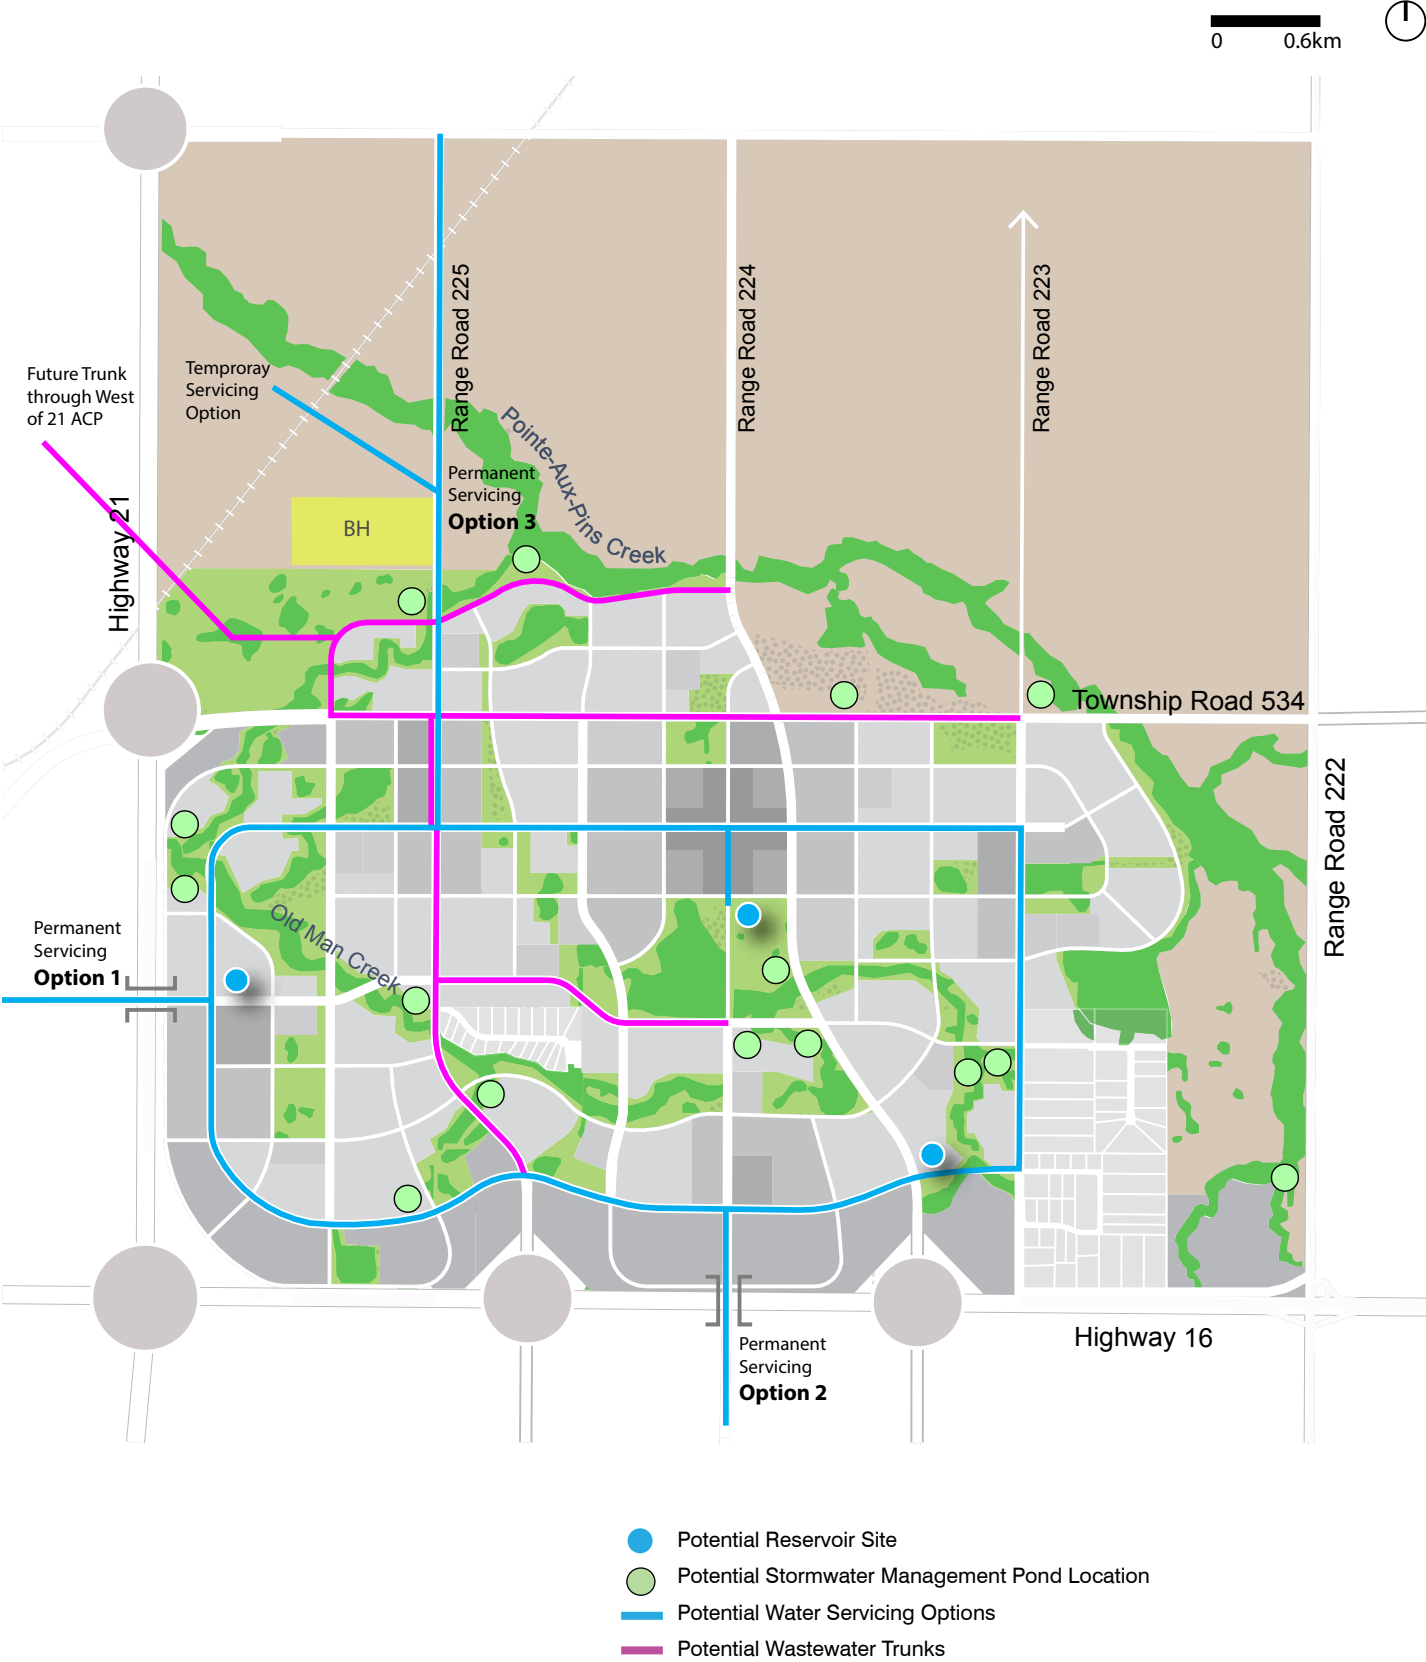 0 0.6km
Range Road 225
Range Road 224
Range Road 223
Future Trunk
through West
of 21 ACP
Temproray
Servicing
Option
Pointe-Aux-Pins Creek
Permanent
Servicing
Option 3
Highway 21
BH
Township Road 534
Range Road 222
Old Man Creek
Permanent
Servicing
Option 1
Highway 16
Permanent
Servicing
Option 2
Potential Reservoir Site
Potential Stormwater Management Pond Location
Potential Water Servicing Options
Potential Wastewater Trunks